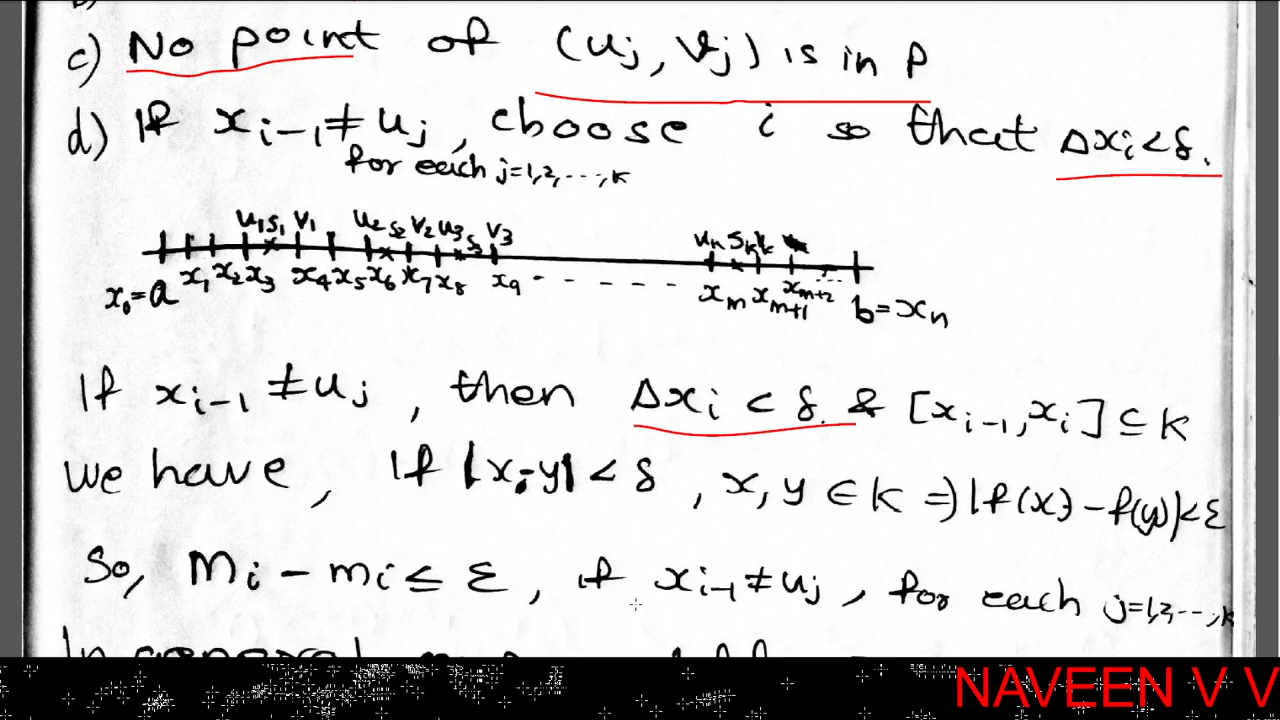 c) No point of (uj, vj) is in P
d) If xi-1 ≠ uj, choose i so that Δxi < δ.
for each j=1,2,...,k
u1 s1 v1 u2 s2 v2 u3 s3 v3 un sk vk
x0=a x1 x2 x3 x4 x5 x6 x7 x8 x9 - - - - - xm xm+1 xm+2 ... b=xn
If xi-1 ≠ uj, then Δxi < δ. & [xi-1, xi] ⊆ K
we have, If |x-y| < δ, x, y ∈ K ⇒ |f(x) - f(y)| < ε
So, Mi - mi ≤ ε, if xi-1 ≠ uj, for each j=1,2,---,k
In general
NAVEEN V V